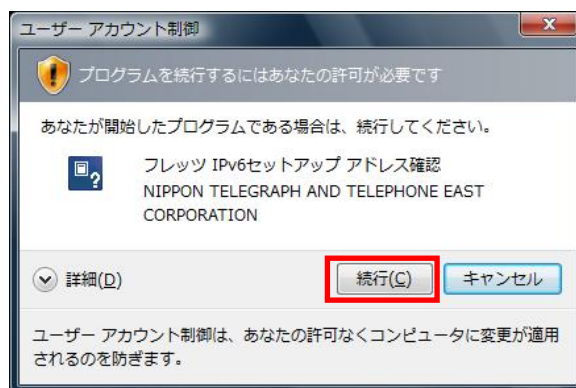 ユーザー アカウント制御
プログラムを続行するにはあなたの許可が必要です
あなたが開始したプログラムである場合は、続行してください。
フレッツ IPv6セットアップ アドレス確認
NIPPON TELEGRAPH AND TELEPHONE EAST
CORPORATION
詳細(D)
続行(C)
キャンセル
ユーザー アカウント制御は、あなたの許可なくコンピュータに変更が適用
されるのを防ぎます。